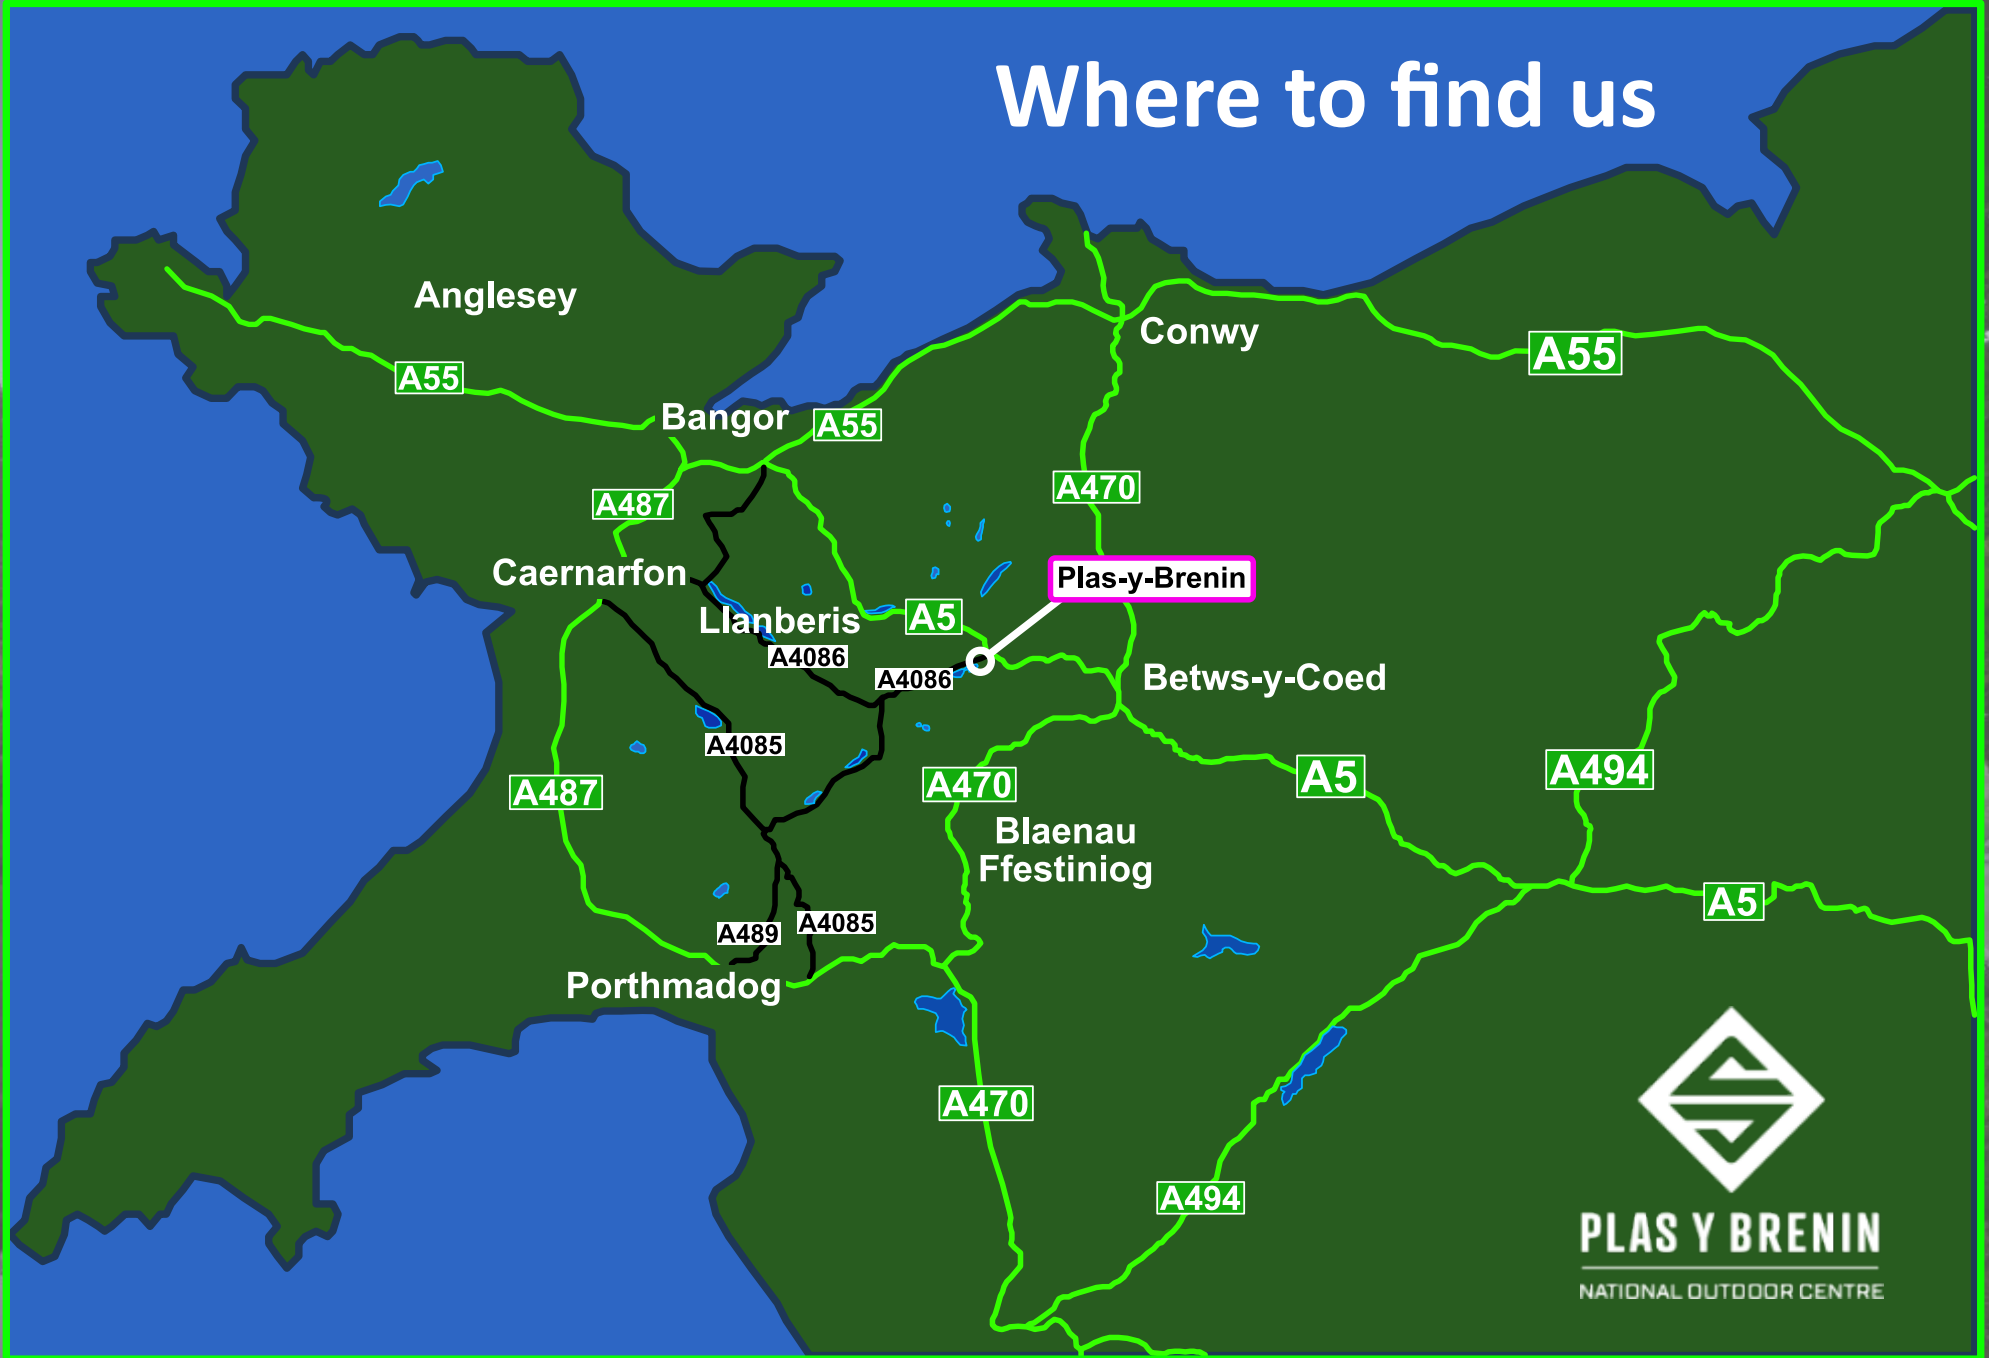 Where to find us
Anglesey
Conwy
A55
A55
Bangor
A55
A487
A470
Caernarfon
Plas-y-Brenin
Llanberis
A5
A4086
A4086
Betws-y-Coed
A4085
A487
A470
A5
A494
Blaenau
Ffestiniog
A5
A489
A4085
Porthmadog
A470
A494
PLAS Y BRENIN
NATIONAL OUTDOOR CENTRE